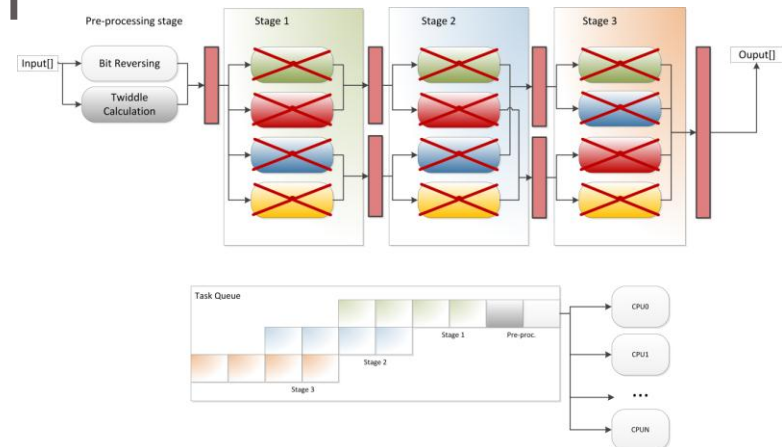 Pre-processing stage
Stage 1
Stage 2
Stage 3
Input[]
Bit Reversing
Twiddle
Calculation
Ouput[]
Task Queue
Stage 1
Pre-proc.
Stage 2
Stage 3
CPU0
CPU1
...
CPUN